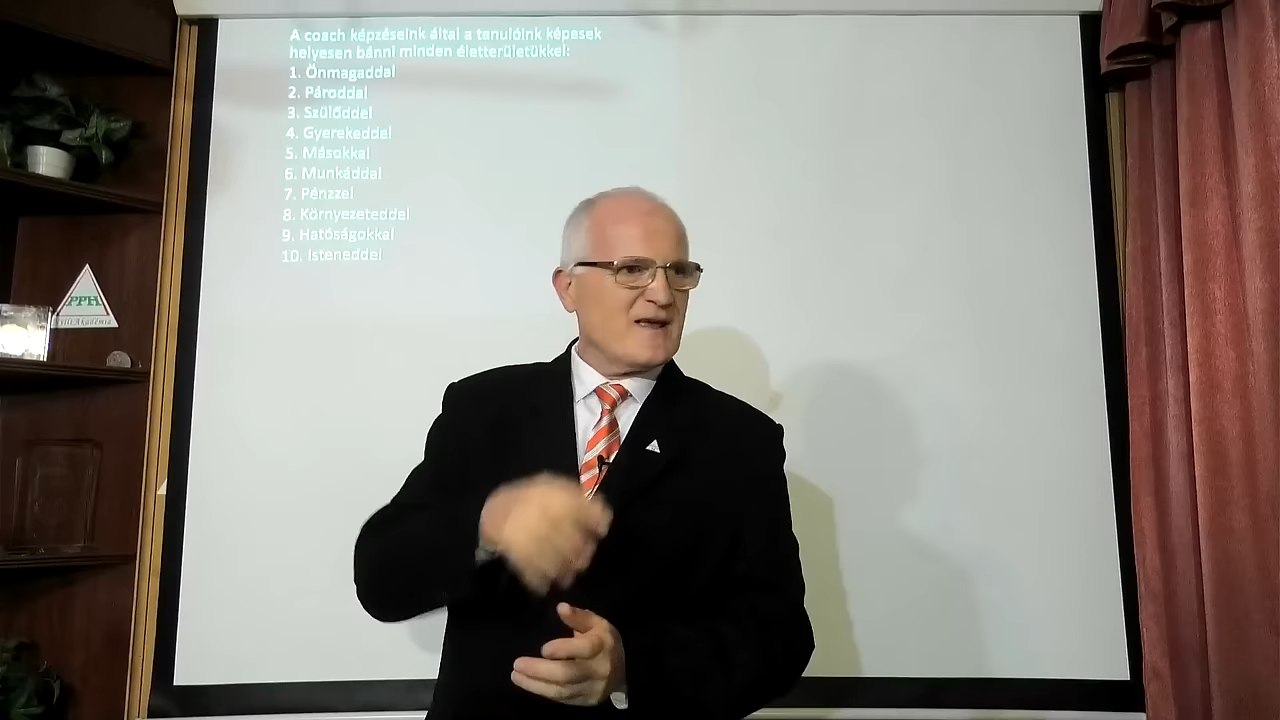 A coach képzéseink által a tanulóink képesek
helyesen bánni minden életterületükkel:
1. Önmagaddal
2. Pároddal
3. Szülőddel
4. Gyerekeddel
5. Másokkal
6. Munkáddal
7. Pénzzel
8. Környezeteddel
9. Hatóságokkal
10. Isteneddel
PPH
Akadémia